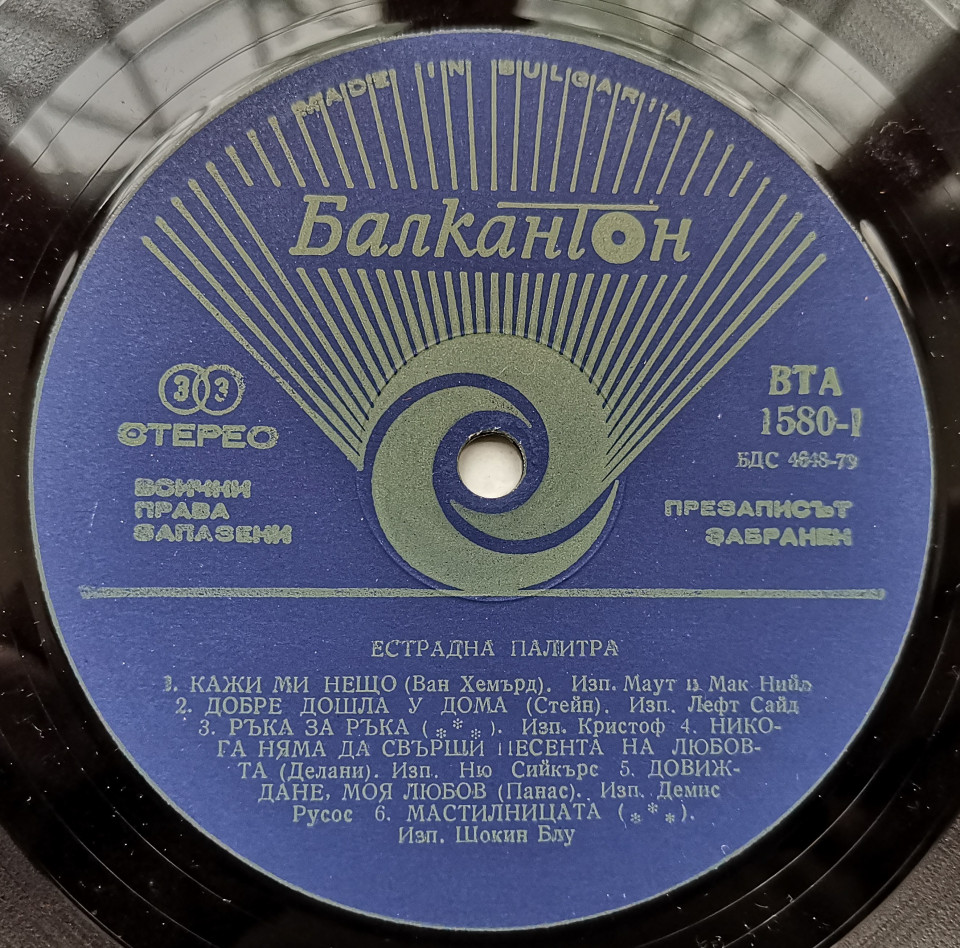 MADE IN BULGARIA
Балкантон
33
СТЕРЕО
ВСИЧКИ
ПРАВА
ЗАПАЗЕНИ
ВТА
1580-I
БДС 4648-79
ПРЕЗАПИСЪТ
ЗАБРАНЕН
ЕСТРАДНА ПАЛИТРА
1. КАЖИ МИ НЕЩО (Ван Хемърд). Изп. Маут и Мак Нийл
2. ДОБРЕ ДОШЛА У ДОМА (Стейн). Изп. Лефт Сайд
3. РЪКА ЗА РЪКА (***). Изп. Кристоф 4. НИКО-
ГА НЯМА ДА СВЪРШИ ПЕСЕНТА НА ЛЮБОВ-
ТА (Делани). Изп. Ню Сийкърс 5. ДОВИЖ-
ДАНЕ, МОЯ ЛЮБОВ (Панас). Изп. Демис
Русос 6. МАСТИЛНИЦАТА (***).
Изп. Шокин Блу